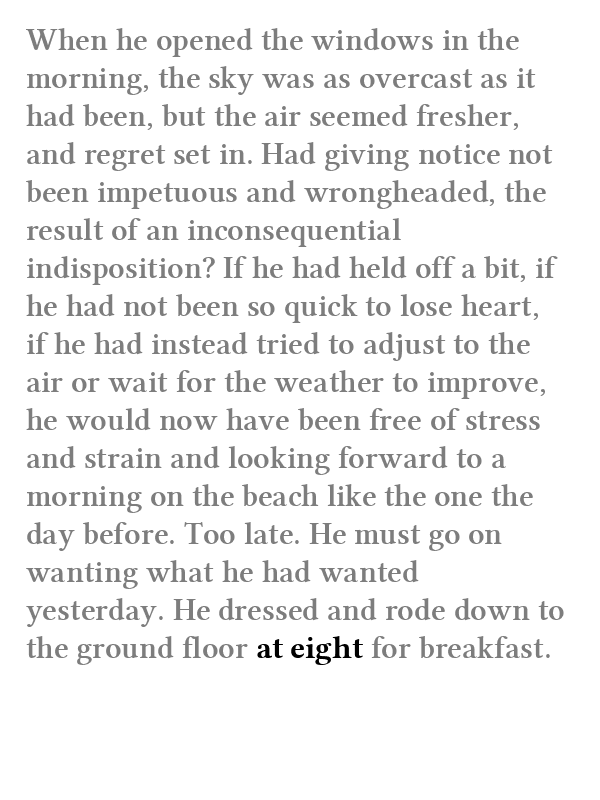 When he opened the windows in the
morning, the sky was as overcast as it
had been, but the air seemed fresher,
and regret set in. Had giving notice not
been impetuous and wrongheaded, the
result of an inconsequential
indisposition? If he had held off a bit, if
he had not been so quick to lose heart,
if he had instead tried to adjust to the
air or wait for the weather to improve,
he would now have been free of stress
and strain and looking forward to a
morning on the beach like the one the
day before. Too late. He must go on
wanting what he had wanted
yesterday. He dressed and rode down to
the ground floor at eight for breakfast.